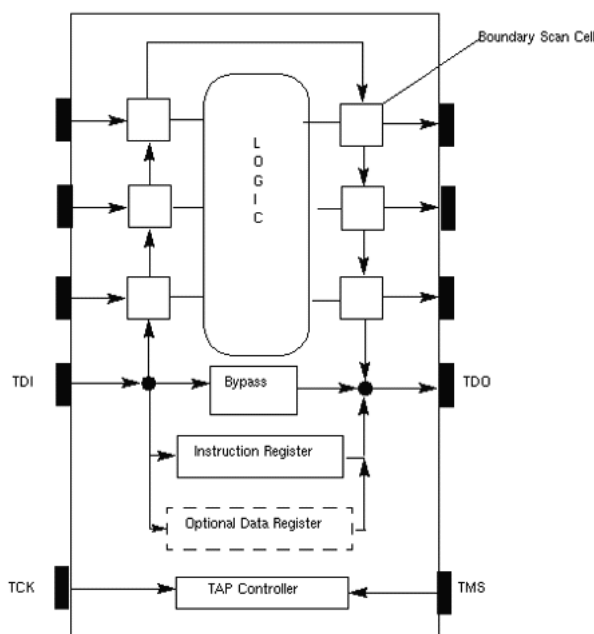 Boundary Scan Cell
L
O
G
I
C
TDI
Bypass
TDO
Instruction Register
Optional Data Register
TCK
TAP Controller
TMS